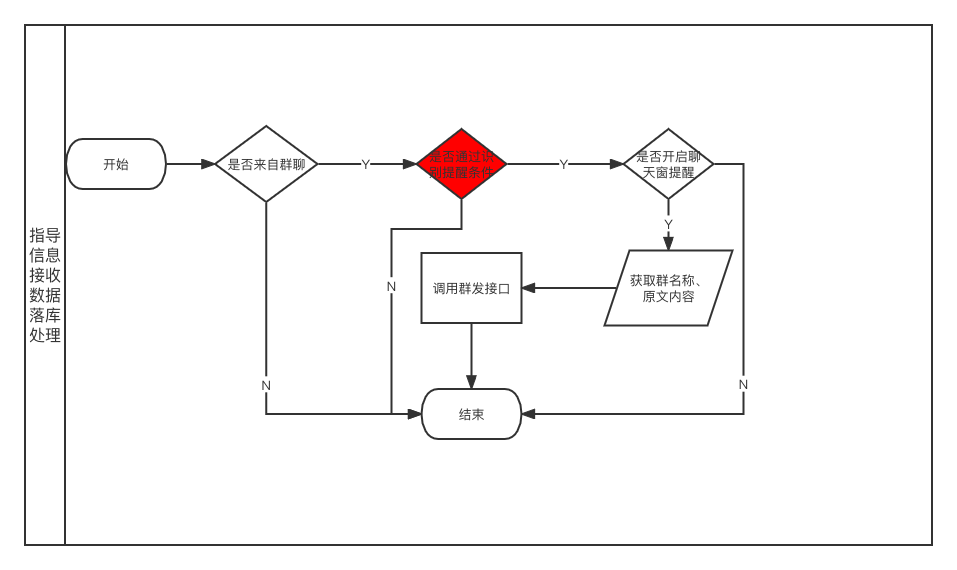 指导
信息
接收
数据
落库
处理
开始
是否来自群聊
Y
是否通过识
别提醒条件
Y
是否开启聊
天窗提醒
Y
获取群名称、
原文内容
调用群发接口
N
N
N
结束